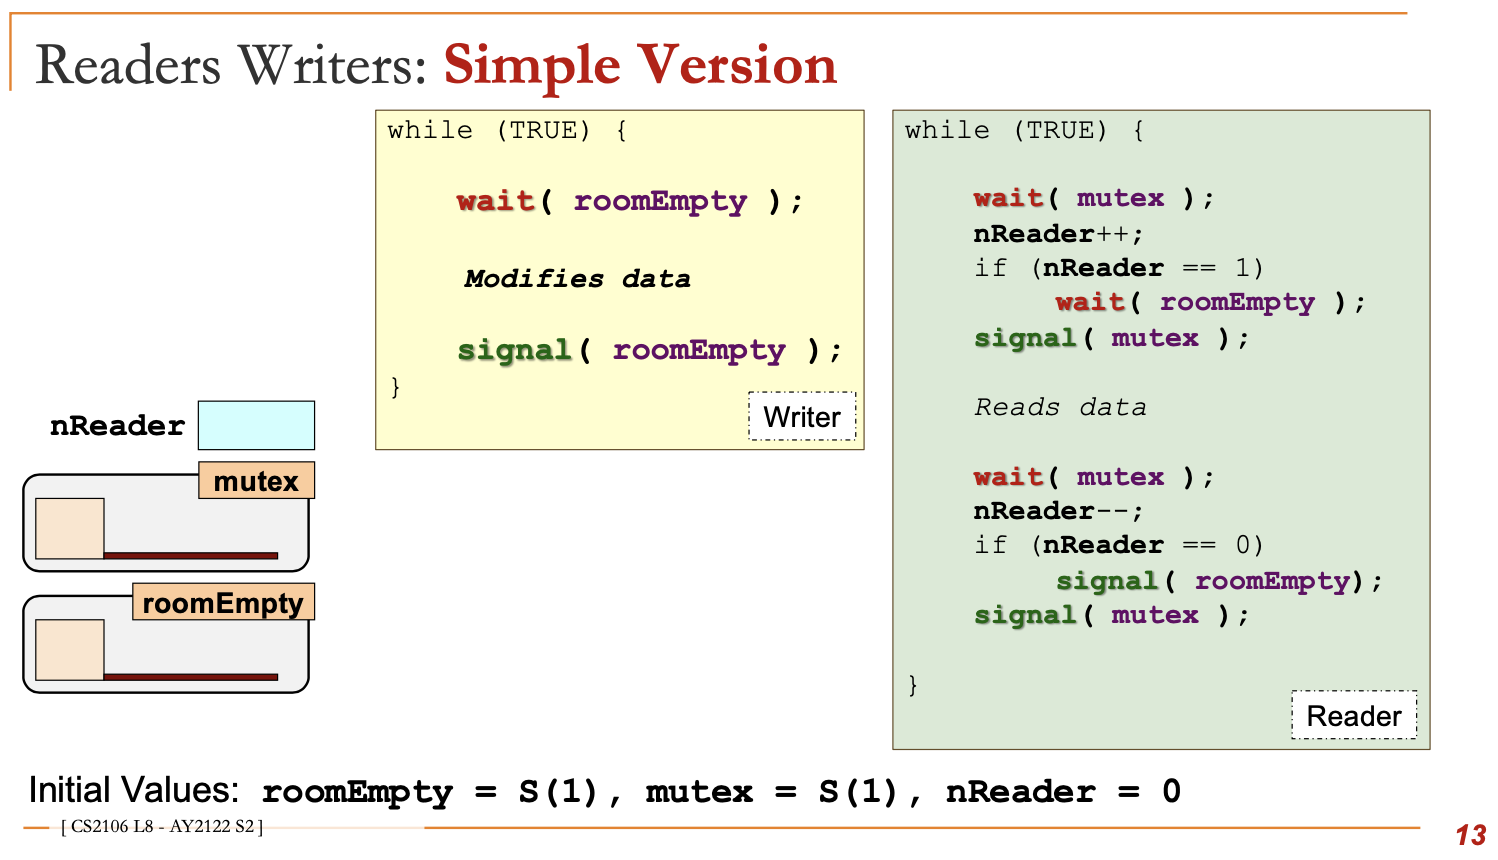 Readers Writers: Simple Version
while (TRUE) {
wait( roomEmpty );
Modifies data
signal( roomEmpty );
}
Writer
while (TRUE) {
wait( mutex );
nReader++;
if (nReader == 1)
wait( roomEmpty );
signal( mutex );
Reads data
wait( mutex );
nReader--;
if (nReader == 0)
signal( roomEmpty);
signal( mutex );
}
Reader
nReader
mutex
roomEmpty
Initial Values: roomEmpty = S(1), mutex = S(1), nReader = 0
[ CS2106 L8 - AY2122 S2 ]
13